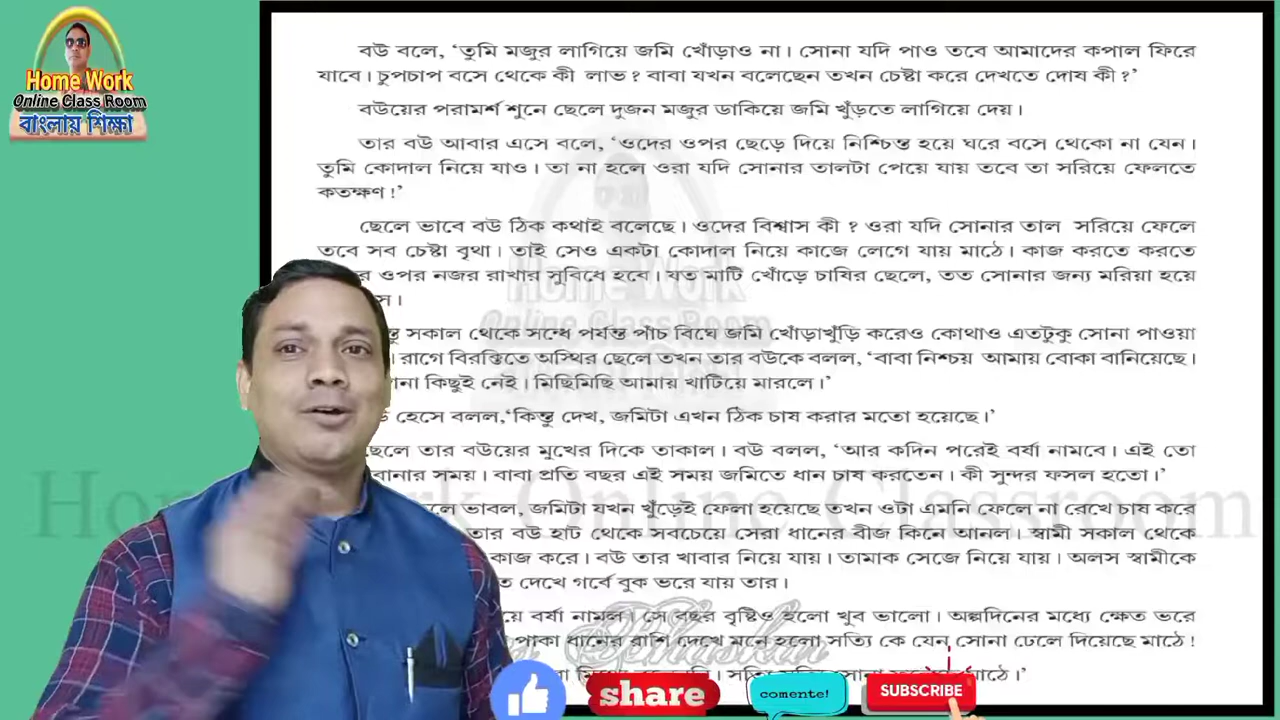 Home Work
Online Class Room
বাংলায় শিক্ষা
বউ বলে, ‘তুমি মজুর লাগিয়ে জমি খোঁড়াও না। সোনা যদি পাও তবে আমাদের কপাল ফিরে
যাবে। চুপচাপ বসে থেকে কী লাভ? বাবা যখন বলেছেন তখন চেষ্টা করে দেখতে দোষ কী?’
বউয়ের পরামর্শ শুনে ছেলে দুজন মজুর ডাকিয়ে জমি খুঁড়তে লাগিয়ে দেয়।
তার বউ আবার এসে বলে, ‘ওদের ওপর ছেড়ে দিয়ে নিশ্চিন্ত হয়ে ঘরে বসে থেকো না যেন।
তুমি কোদাল নিয়ে যাও। তা না হলে ওরা যদি সোনার তালটা পেয়ে যায় তবে তা সরিয়ে ফেলতে
কতক্ষণ!’
ছেলে ভাবে বউ ঠিক কথাই বলেছে। ওদের বিশ্বাস কী? ওরা যদি সোনার তাল সরিয়ে ফেলে
তবে সব চেষ্টা বৃথা। তাই সেও একটা কোদাল নিয়ে কাজে লেগে যায় মাঠে। কাজ করতে করতে
ওপর নজর রাখার সুবিধে হবে। যত মাটি খোঁড়ে চাষির ছেলে, তত সোনার জন্য মরিয়া হয়ে
সকাল থেকে সন্ধে পর্যন্ত পাঁচ বিঘে জমি খোঁড়াখুঁড়ি করেও কোথাও এতটুকু সোনা পাওয়া
রাগে বিরক্তিতে অস্থির ছেলে তখন তার বউকে বলল, ‘বাবা নিশ্চয় আমায় বোকা বানিয়েছে।
কিছুই নেই। মিছিমিছি আমায় খাটিয়ে মারলে।’
হেসে বলল,‘কিন্তু দেখ, জমিটা এখন ঠিক চাষ করার মতো হয়েছে।’
ছেলে তার বউয়ের মুখের দিকে তাকাল। বউ বলল, ‘আর কদিন পরেই বর্ষা নামবে। এই তো
বোনার সময়। বাবা প্রতি বছর এই সময় জমিতে ধান চাষ করতেন। কী সুন্দর ফসল হতো।’
ভাবল, জমিটা যখন খুঁড়েই ফেলা হয়েছে তখন ওটা এমনি ফেলে না রেখে চাষ করে
তার বউ হাট থেকে সবচেয়ে সেরা ধানের বীজ কিনে আনল। স্বামী সকাল থেকে
কাজ করে। বউ তার খাবার নিয়ে যায়। তামাক সেজে নিয়ে যায়। অলস স্বামীকে
দেখে গর্বে বুক ভরে যায় তার।
বর্ষা নামল। সে বছর বৃষ্টিও হলো খুব ভালো। অল্পদিনের মধ্যে ক্ষেত ভরে
পাকা ধানের রাশি দেখে মনে হলো সত্যি কে যেন সোনা ঢেলে দিয়েছে মাঠে!
share
comente!
SUBSCRIBE
Home Work Online Classroom